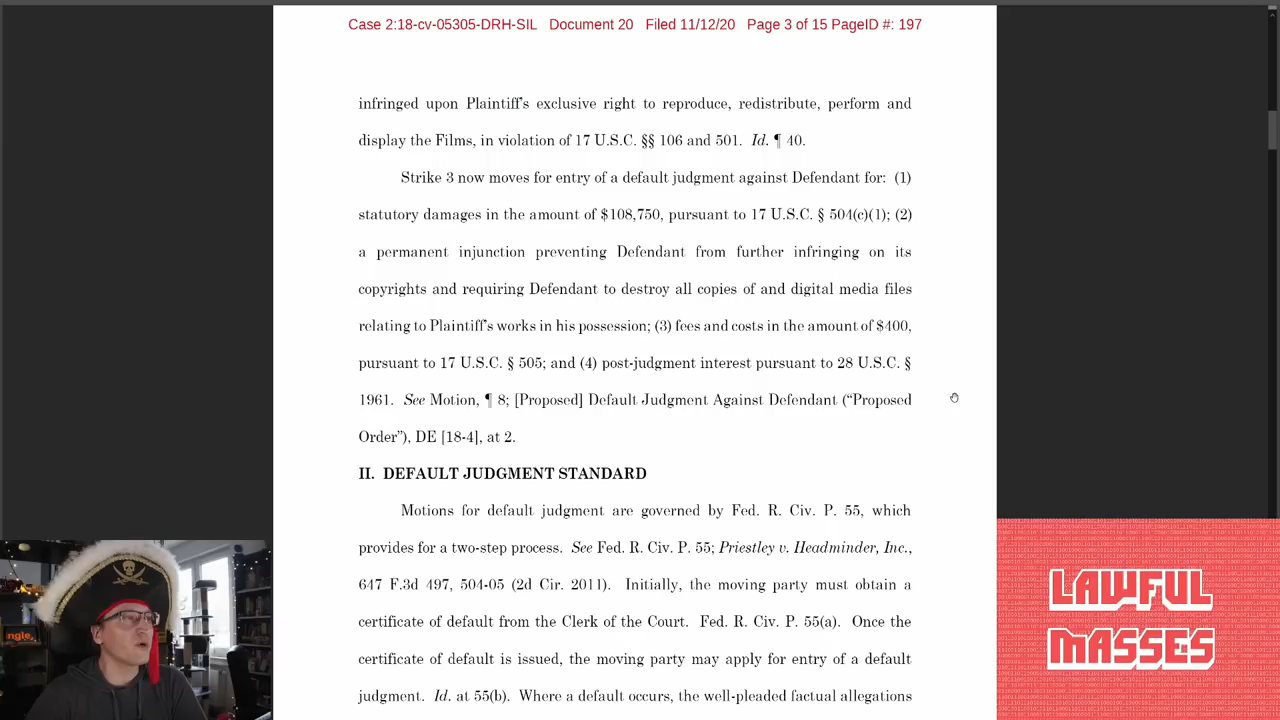 Case 2:18-cv-05305-DRH-SIL Document 20 Filed 11/12/20 Page 3 of 15 PageID #: 197
infringed upon Plaintiff's exclusive right to reproduce, redistribute, perform and
display the Films, in violation of 17 U.S.C. §§ 106 and 501. Id. ¶ 40.
Strike 3 now moves for entry of a default judgment against Defendant for: (1)
statutory damages in the amount of $108,750, pursuant to 17 U.S.C. § 504(c)(1); (2)
a permanent injunction preventing Defendant from further infringing on its
copyrights and requiring Defendant to destroy all copies of and digital media files
relating to Plaintiff's works in his possession; (3) fees and costs in the amount of $400,
pursuant to 17 U.S.C. § 505; and (4) post-judgment interest pursuant to 28 U.S.C. §
1961. See Motion, ¶ 8; [Proposed] Default Judgment Against Defendant (“Proposed
Order”), DE [18-4], at 2.
II. DEFAULT JUDGMENT STANDARD
Motions for default judgment are governed by Fed. R. Civ. P. 55, which
provides for a two-step process. See Fed. R. Civ. P. 55; Priestley v. Headminder, Inc.,
647 F.3d 497, 504-05 (2d Cir. 2011). Initially, the moving party must obtain a
certificate of default from the Clerk of the Court. Fed. R. Civ. P. 55(a). Once the
certificate of default is issued, the moving party may apply for entry of a default
judgment. Id. at 55(b). Where a default occurs, the well-pleaded factual allegations
ngle,
LAWFUL
MASSES